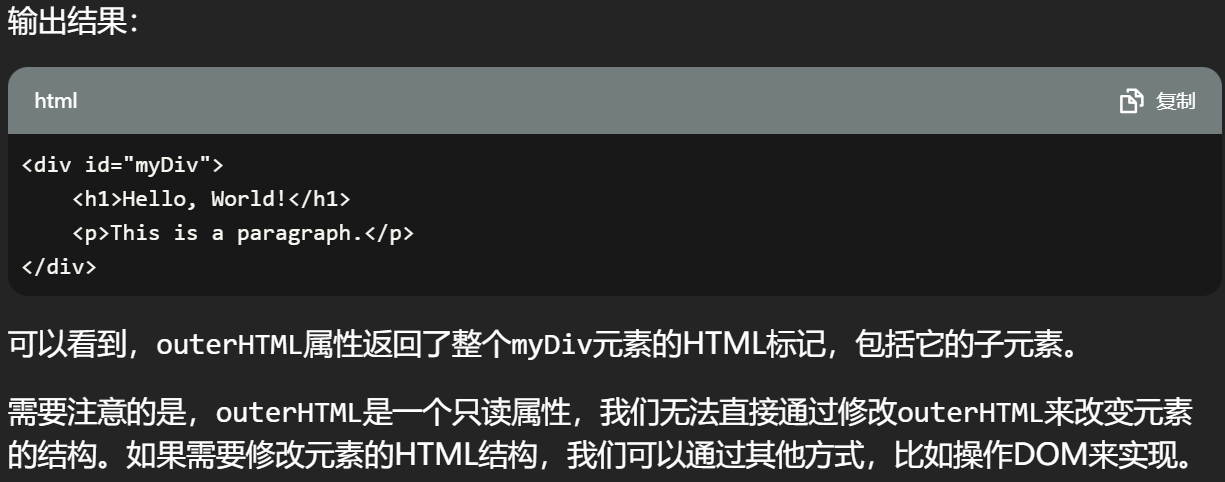 输出结果：
html
复制
<div id="myDiv">
    <h1>Hello, World!</h1>
    <p>This is a paragraph.</p>
</div>
可以看到，outerHTML属性返回了整个myDiv元素的HTML标记，包括它的子元素。
需要注意的是，outerHTML是一个只读属性，我们无法直接通过修改outerHTML来改变元素
的结构。如果需要修改元素的HTML结构，我们可以通过其他方式，比如操作DOM来实现。